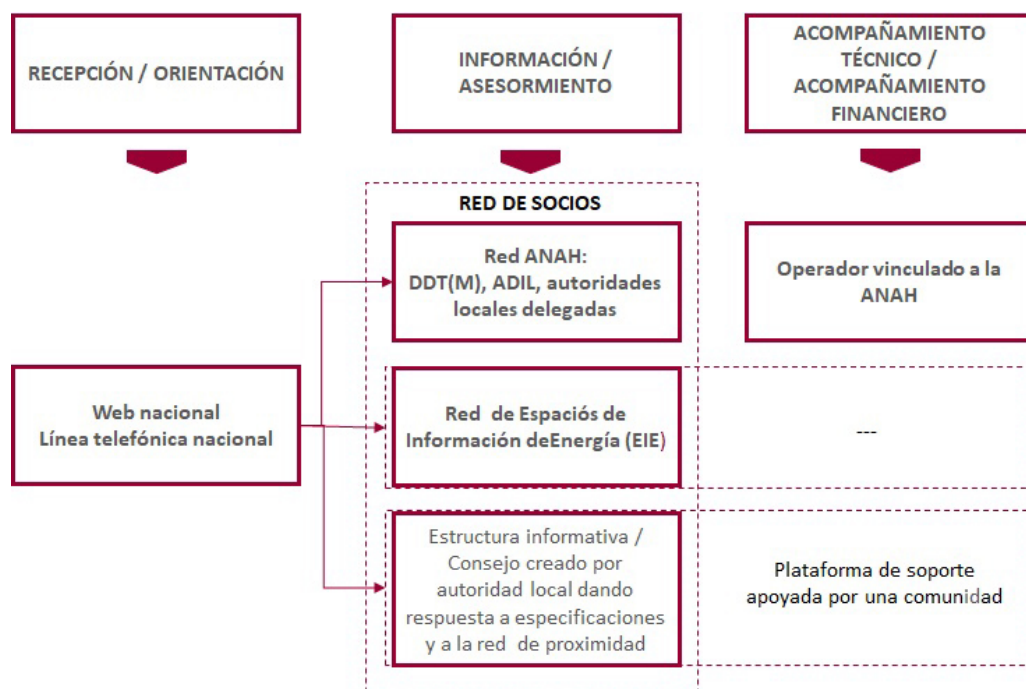 RECEPCIÓN / ORIENTACIÓN
INFORMACIÓN /
ASESORMIENTO
ACOMPAÑAMIENTO
TÉCNICO /
ACOMPAÑAMIENTO
FINANCIERO
RED DE SOCIOS
Red ANAH:
DDT(M), ADIL, autoridades
locales delegadas
Operador vinculado a la
ANAH
Web nacional
Línea telefónica nacional
Red de Espaciós de
Información deEnergía (EIE)
---
Estructura informativa /
Consejo creado por
autoridad local dando
respuesta a especificaciones
y a la red de proximidad
Plataforma de soporte
apoyada por una comunidad